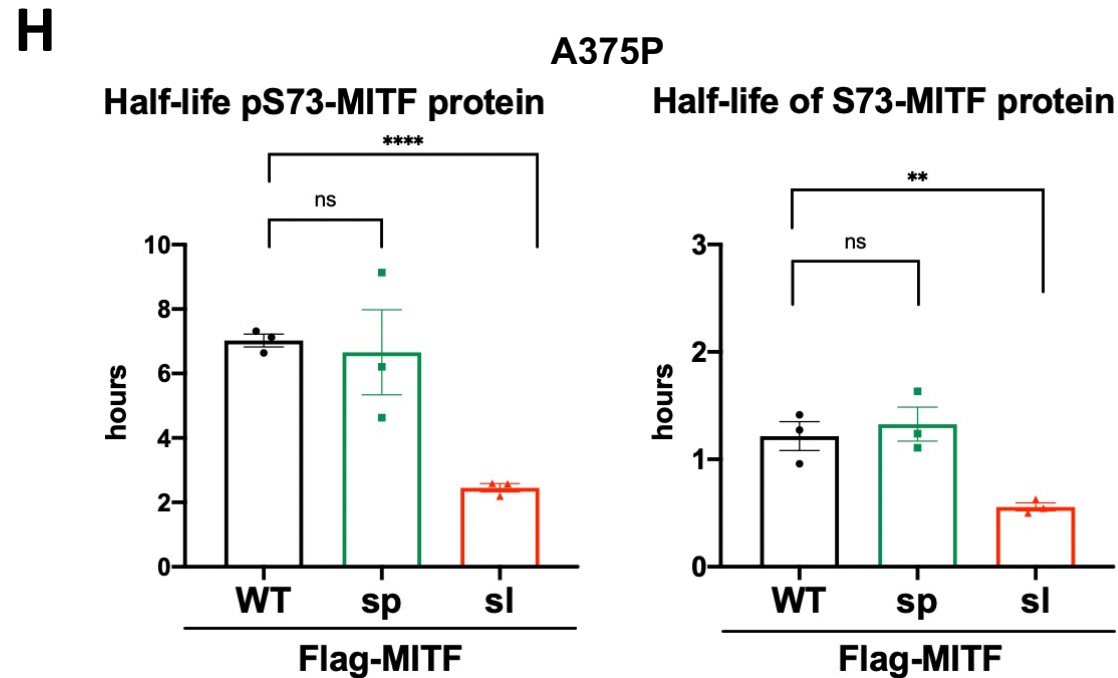 H
A375P
Half-life pS73-MITF protein
****
ns
hours
10
8
6
4
2
0
WT sp sl
Flag-MITF
Half-life of S73-MITF protein
**
ns
hours
3
2
1
0
WT sp sl
Flag-MITF